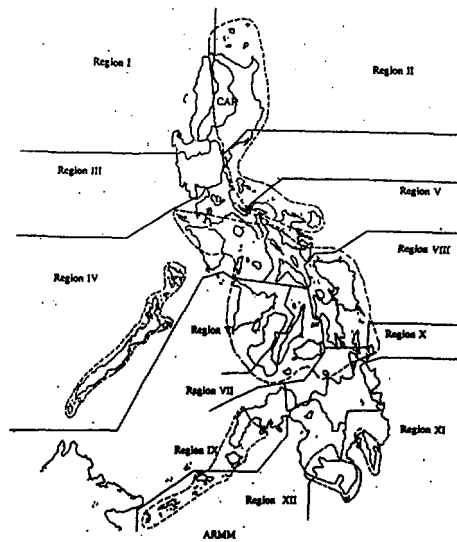 Region I
Region II
CAR
Region III
Region V
Region VIII
Region IV
Region
Region X
Region VII
Region XI
Region IX
Region XII
ARMM